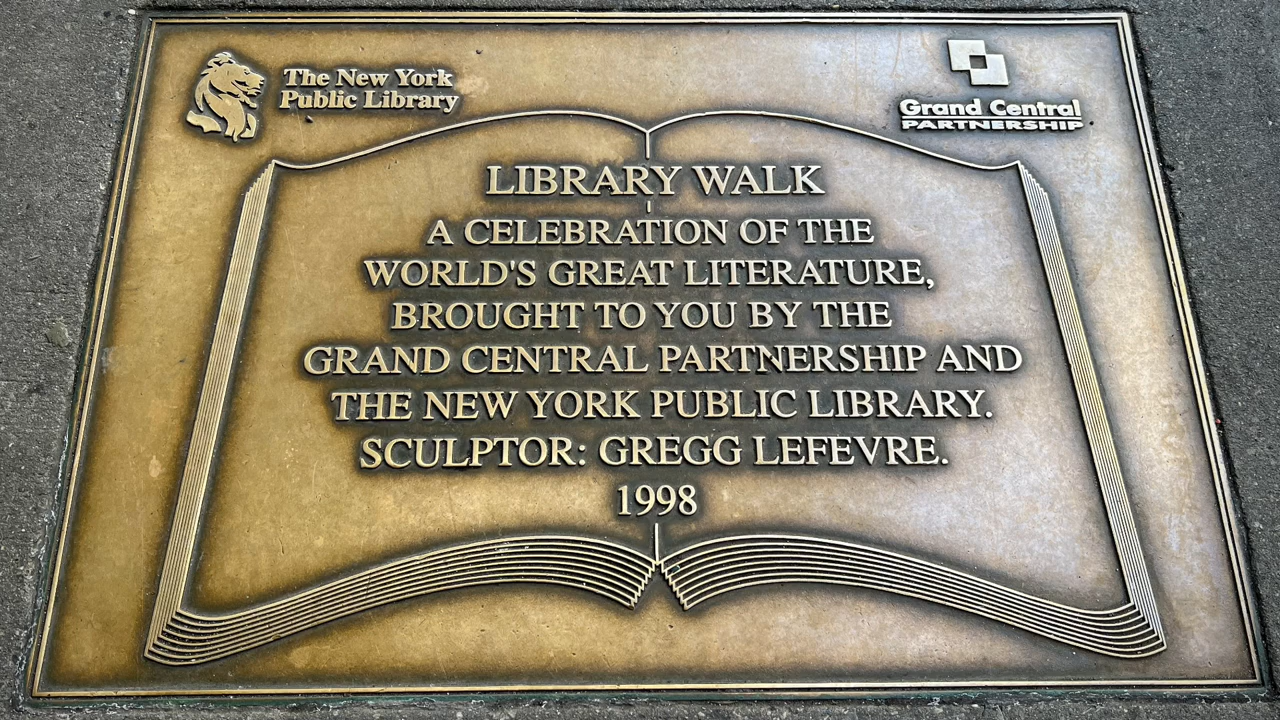 The New York
Public Library
Grand Central
PARTNERSHIP
LIBRARY WALK
A CELEBRATION OF THE
WORLD'S GREAT LITERATURE,
BROUGHT TO YOU BY THE
GRAND CENTRAL PARTNERSHIP AND
THE NEW YORK PUBLIC LIBRARY.
SCULPTOR: GREGG LEFEVRE.
1998